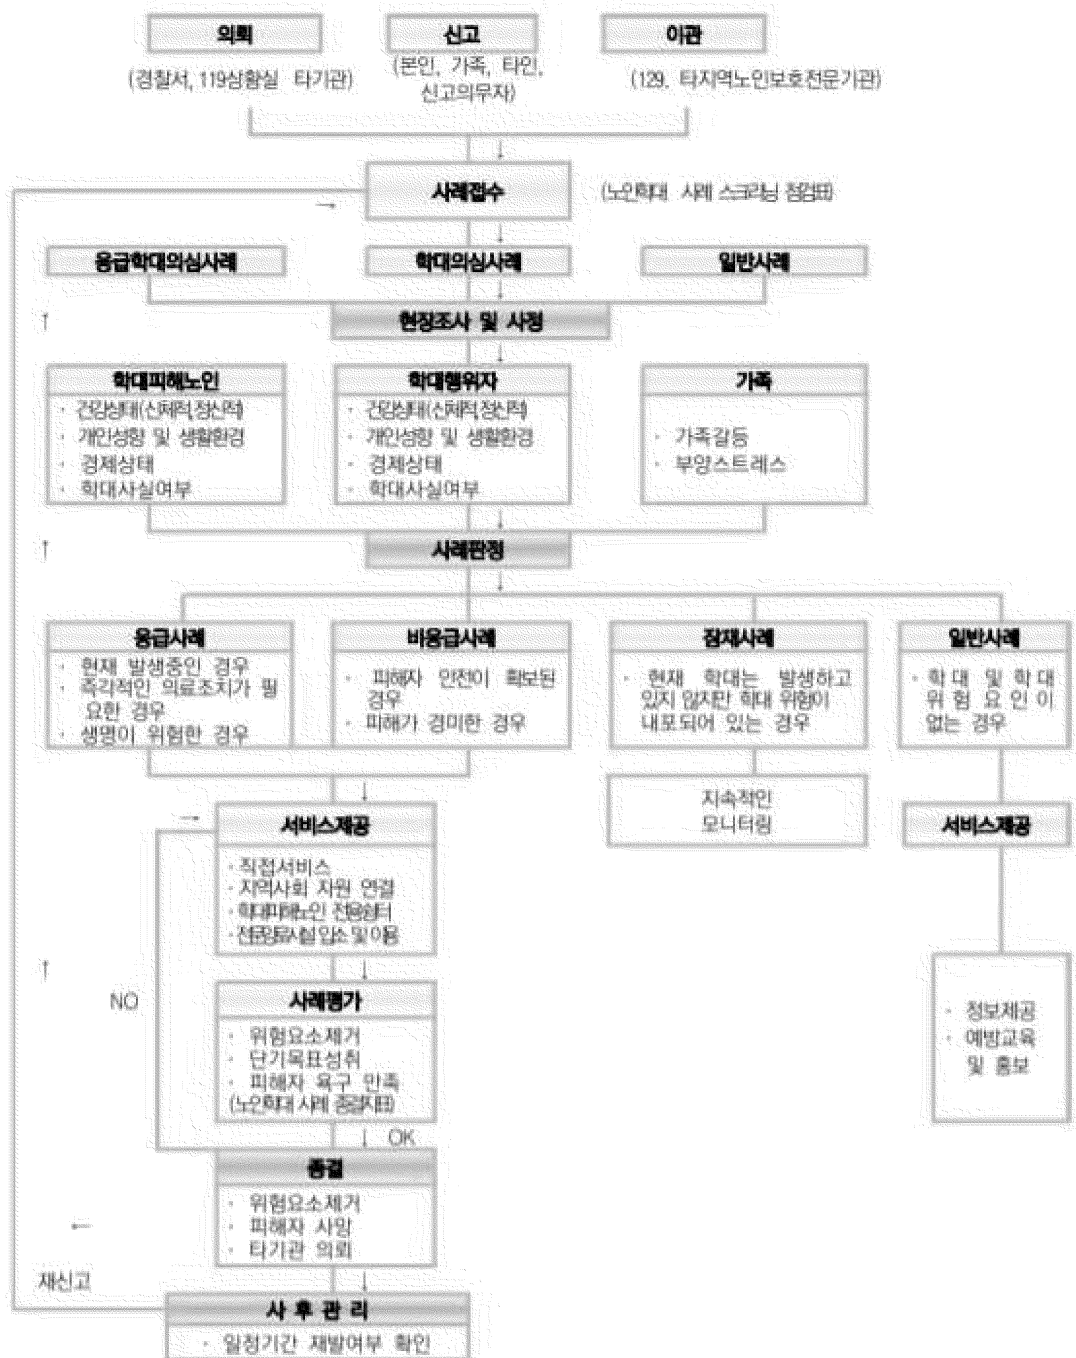 의뢰
신고
이관
(경찰서, 119상황실 타기관)
(본인, 가족, 타인,
신고의무자)
(129, 타지역노인보호전문기관)
사례접수
(노인학대 사례 스크리닝 점검표)
응급학대의심사례
학대의심사례
일반사례
현장조사 및 사정
학대피해노인
· 건강상태(신체적,정신적)
· 개인성향 및 생활환경
· 경제상태
· 학대사실여부
학대행위자
· 건강상태(신체적,정신적)
· 개인성향 및 생활환경
· 경제상태
· 학대사실여부
가족
· 가족갈등
· 부양스트레스
사례판정
응급사례
· 현재 발생중인 경우
· 즉각적인 의료조치가 필
요한 경우
· 생명이 위험한 경우
비응급사례
· 피해자 안전이 확보된
경우
· 피해가 경미한 경우
잠재사례
· 현재 학대는 발생하고
있지 않지만 학대 위험이
내포되어 있는 경우
일반사례
· 학대 및 학대
위험요인이
없는 경우
지속적인
모니터링
서비스제공
서비스제공
· 직접서비스
· 지역사회 자원 연결
· 학대피해노인 전용쉼터
· 전문의료시설 입소 및 이용
NO
사례평가
· 위험요소제거
· 단기목표성취
· 피해자 욕구 만족
(노인학대 사례 종결지표)
· 정보제공
· 예방교육
및 홍보
OK
종결
· 위험요소제거
· 피해자 사망
· 타기관 의뢰
재신고
사 후 관 리
· 일정기간 재발여부 확인